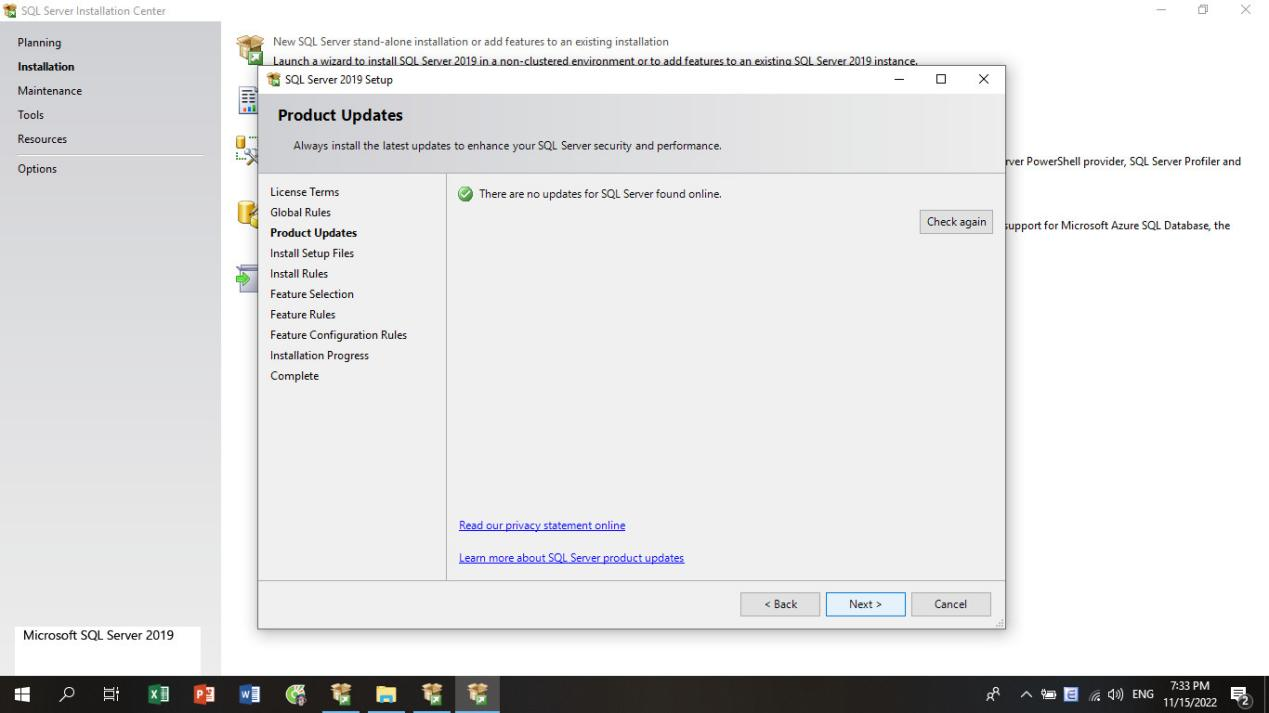 SQL Server Installation Center
Planning
Installation
Maintenance
Tools
Resources
Options
New SQL Server stand-alone installation or add features to an existing installation
Launch a wizard to install SQL Server 2019 in a non-clustered environment or to add features to an existing SQL Server 2019 instance.
rver PowerShell provider, SQL Server Profiler and
support for Microsoft Azure SQL Database, the
SQL Server 2019 Setup
Product Updates
Always install the latest updates to enhance your SQL Server security and performance.
License Terms
Global Rules
Product Updates
Install Setup Files
Install Rules
Feature Selection
Feature Rules
Feature Configuration Rules
Installation Progress
Complete
There are no updates for SQL Server found online.
Check again
Read our privacy statement online
Learn more about SQL Server product updates
< Back
Next >
Cancel
Microsoft SQL Server 2019
ENG
7:33 PM
11/15/2022
2